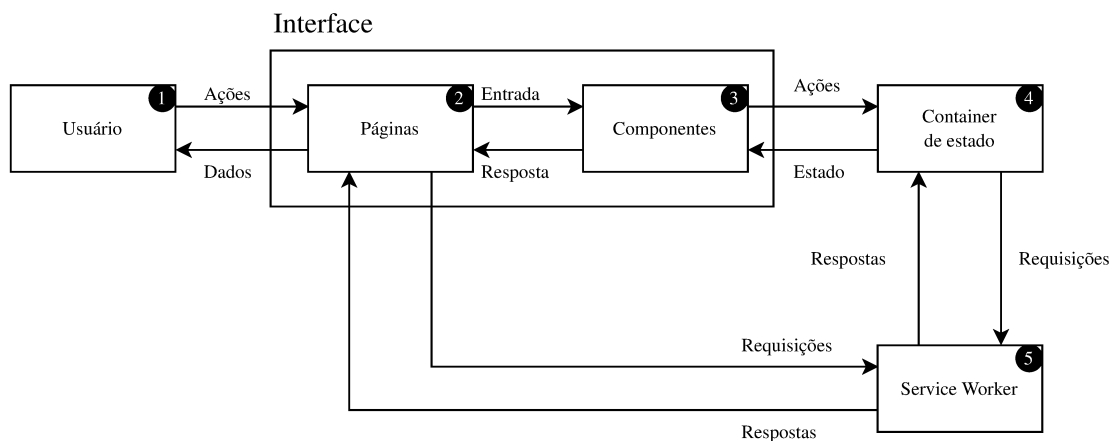 Interface
1
Usuário
Ações
Dados
2
Páginas
Entrada
Resposta
3
Componentes
Ações
Estado
4
Container
de estado
Respostas
Requisições
Requisições
Respostas
5
Service Worker